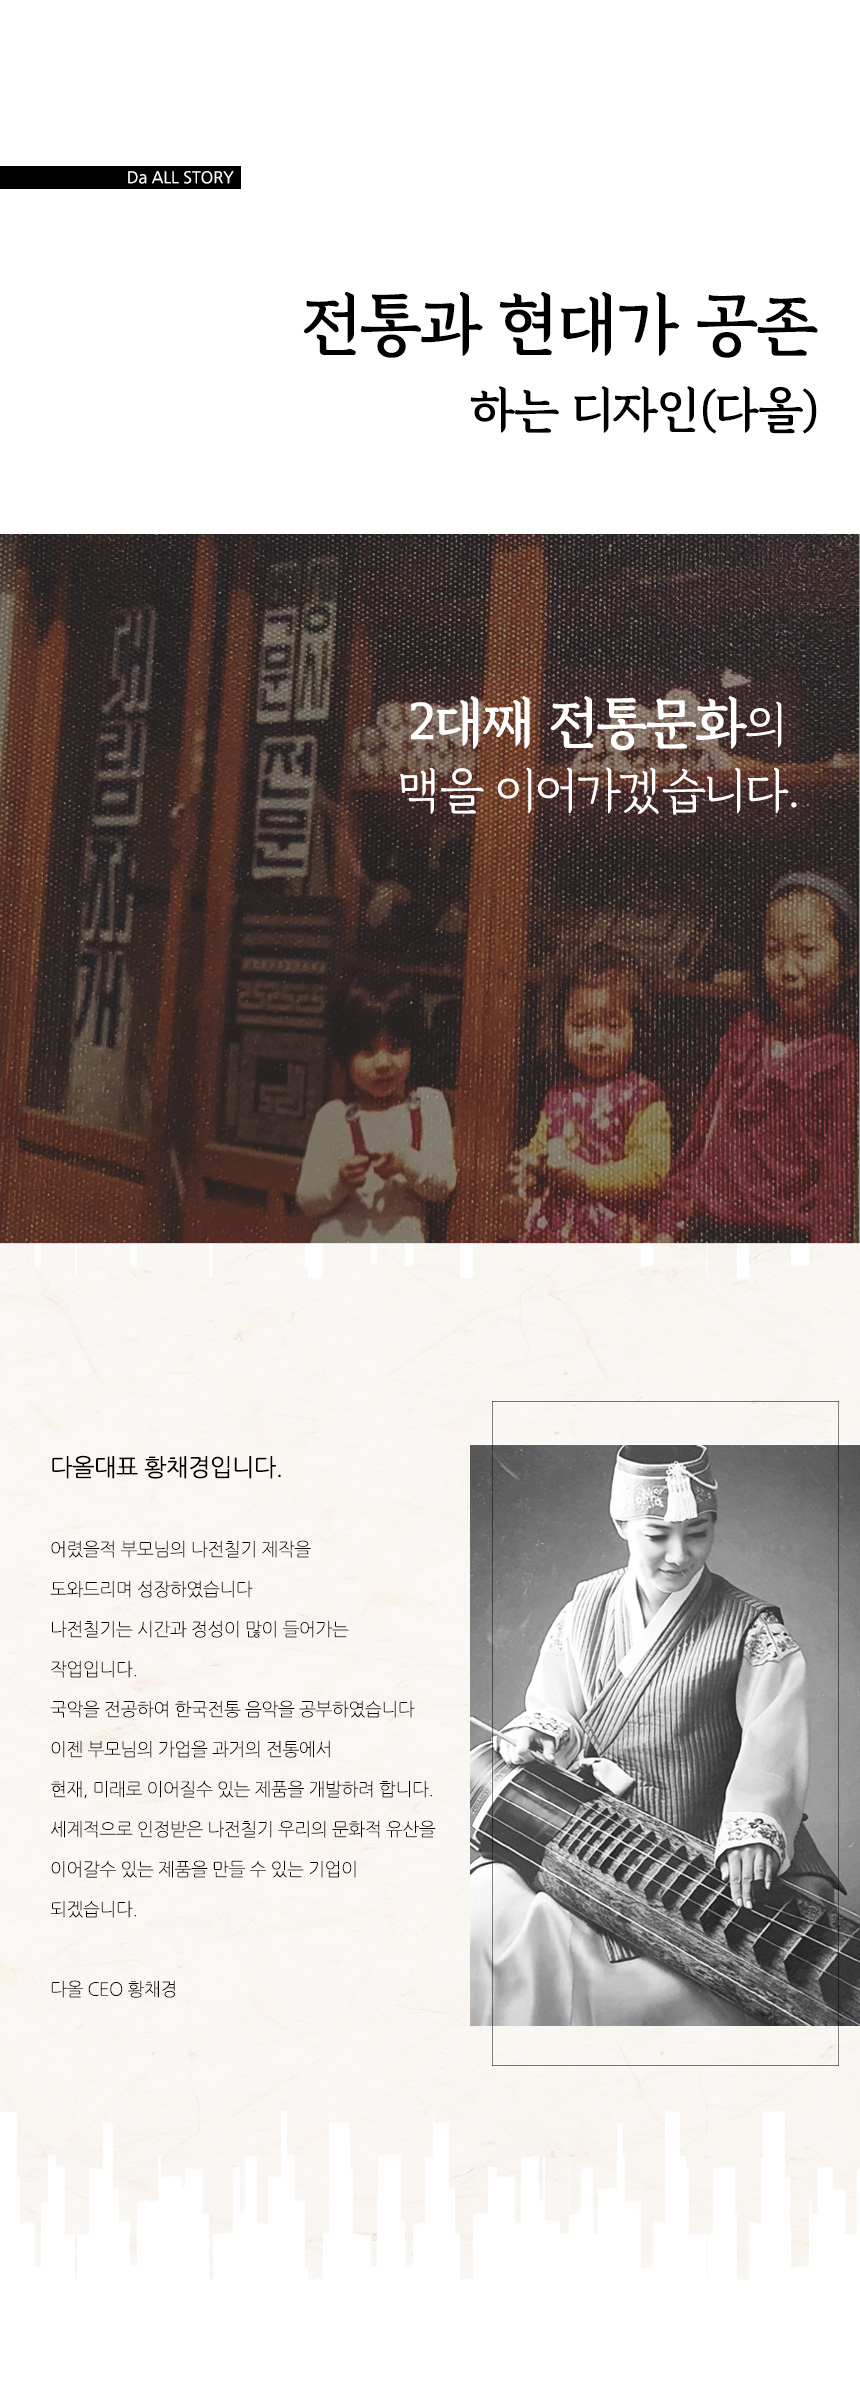 Da ALL STORY
전통과 현대가 공존
하는 디자인(다올)
2대째 전통문화의
맥을 이어가겠습니다.
다올대표 황채경입니다.
어렸을적 부모님의 나전칠기 제작을
도와드리며 성장하였습니다
나전칠기는 시간과 정성이 많이 들어가는
작업입니다.
국악을 전공하여 한국전통 음악을 공부하였습니다
이젠 부모님의 가업을 과거의 전통에서
현재, 미래로 이어질수 있는 제품을 개발하려 합니다.
세계적으로 인정받은 나전칠기 우리의 문화적 유산을
이어갈수 있는 제품을 만들 수 있는 기업이
되겠습니다.
다올 CEO 황채경